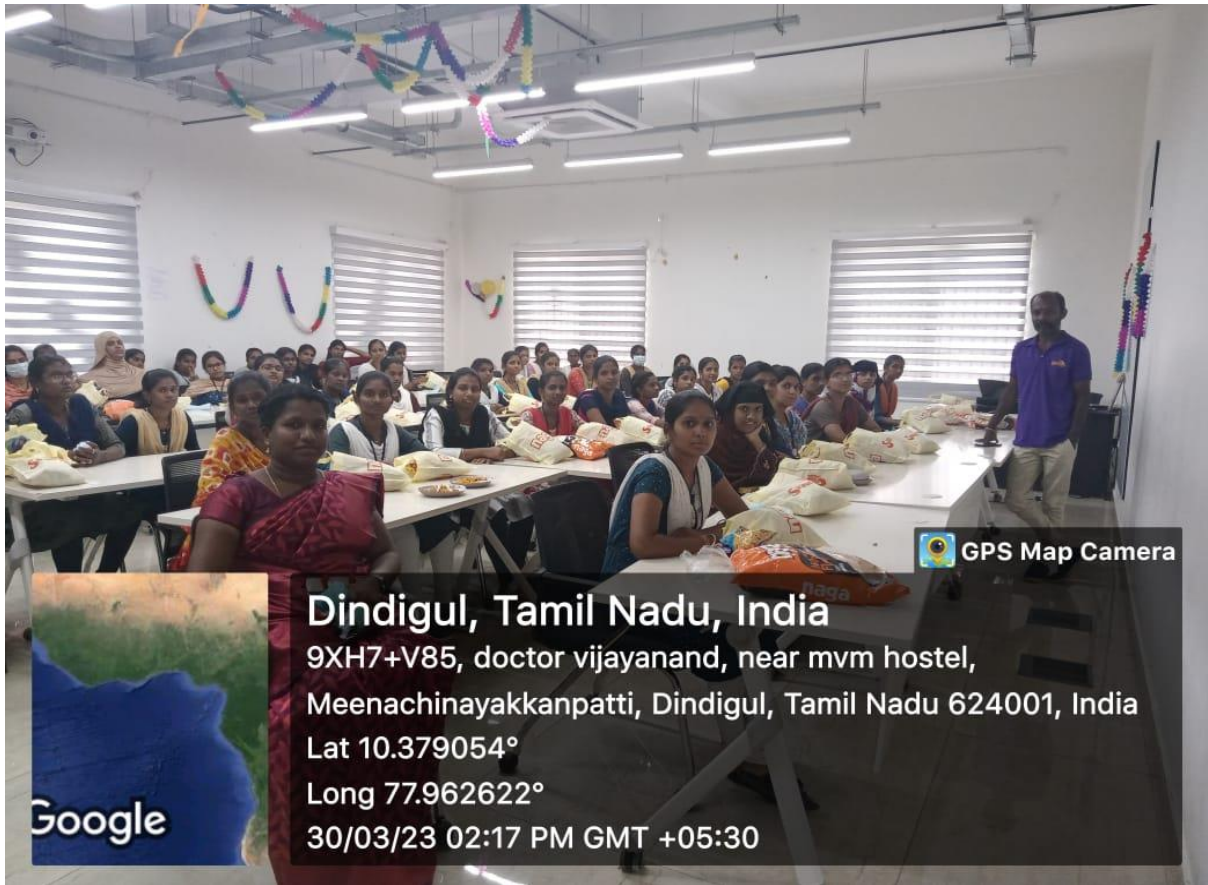 naga
GPS Map Camera
Dindigul, Tamil Nadu, India
9XH7+V85, doctor vijayanand, near mvm hostel,
Meenachinayakkanpatti, Dindigul, Tamil Nadu 624001, India
Lat 10.379054°
Long 77.962622°
30/03/23 02:17 PM GMT +05:30
Google